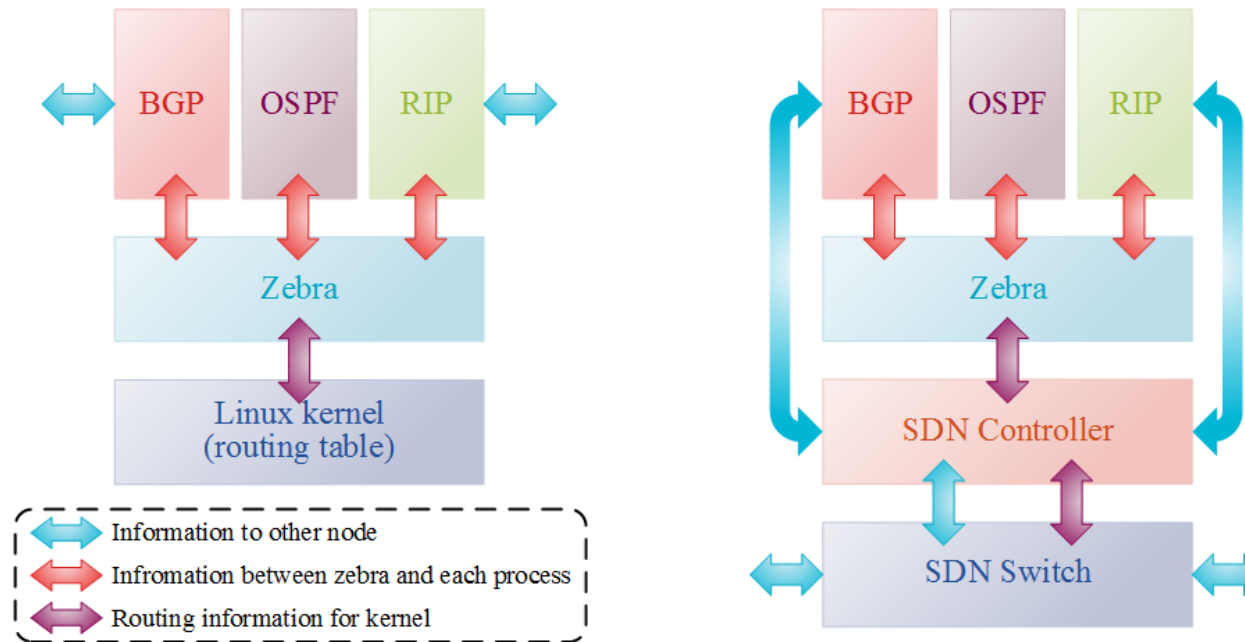 BGP
OSPF
RIP
Zebra
Linux kernel
(routing table)
Information to other node
Infromation between zebra and each process
Routing information for kernel
BGP
OSPF
RIP
Zebra
SDN Controller
SDN Switch